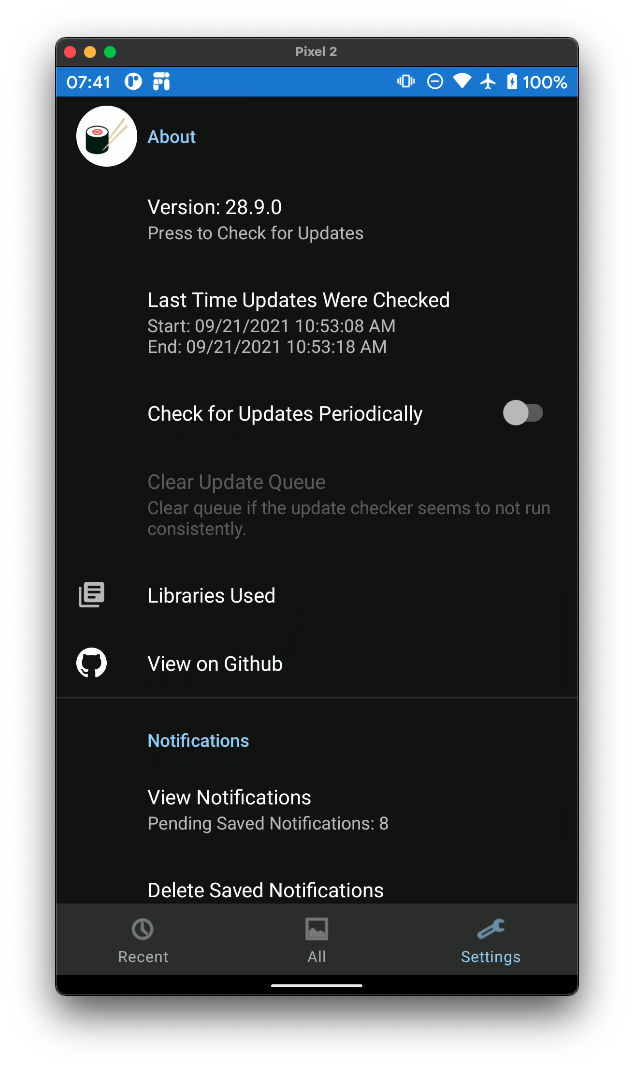 Pixel 2
07:41
100%
About
Version: 28.9.0
Press to Check for Updates
Last Time Updates Were Checked
Start: 09/21/2021 10:53:08 AM
End: 09/21/2021 10:53:18 AM
Check for Updates Periodically
Clear Update Queue
Clear queue if the update checker seems to not run
consistently.
Libraries Used
View on Github
Notifications
View Notifications
Pending Saved Notifications: 8
Delete Saved Notifications
Recent
All
Settings